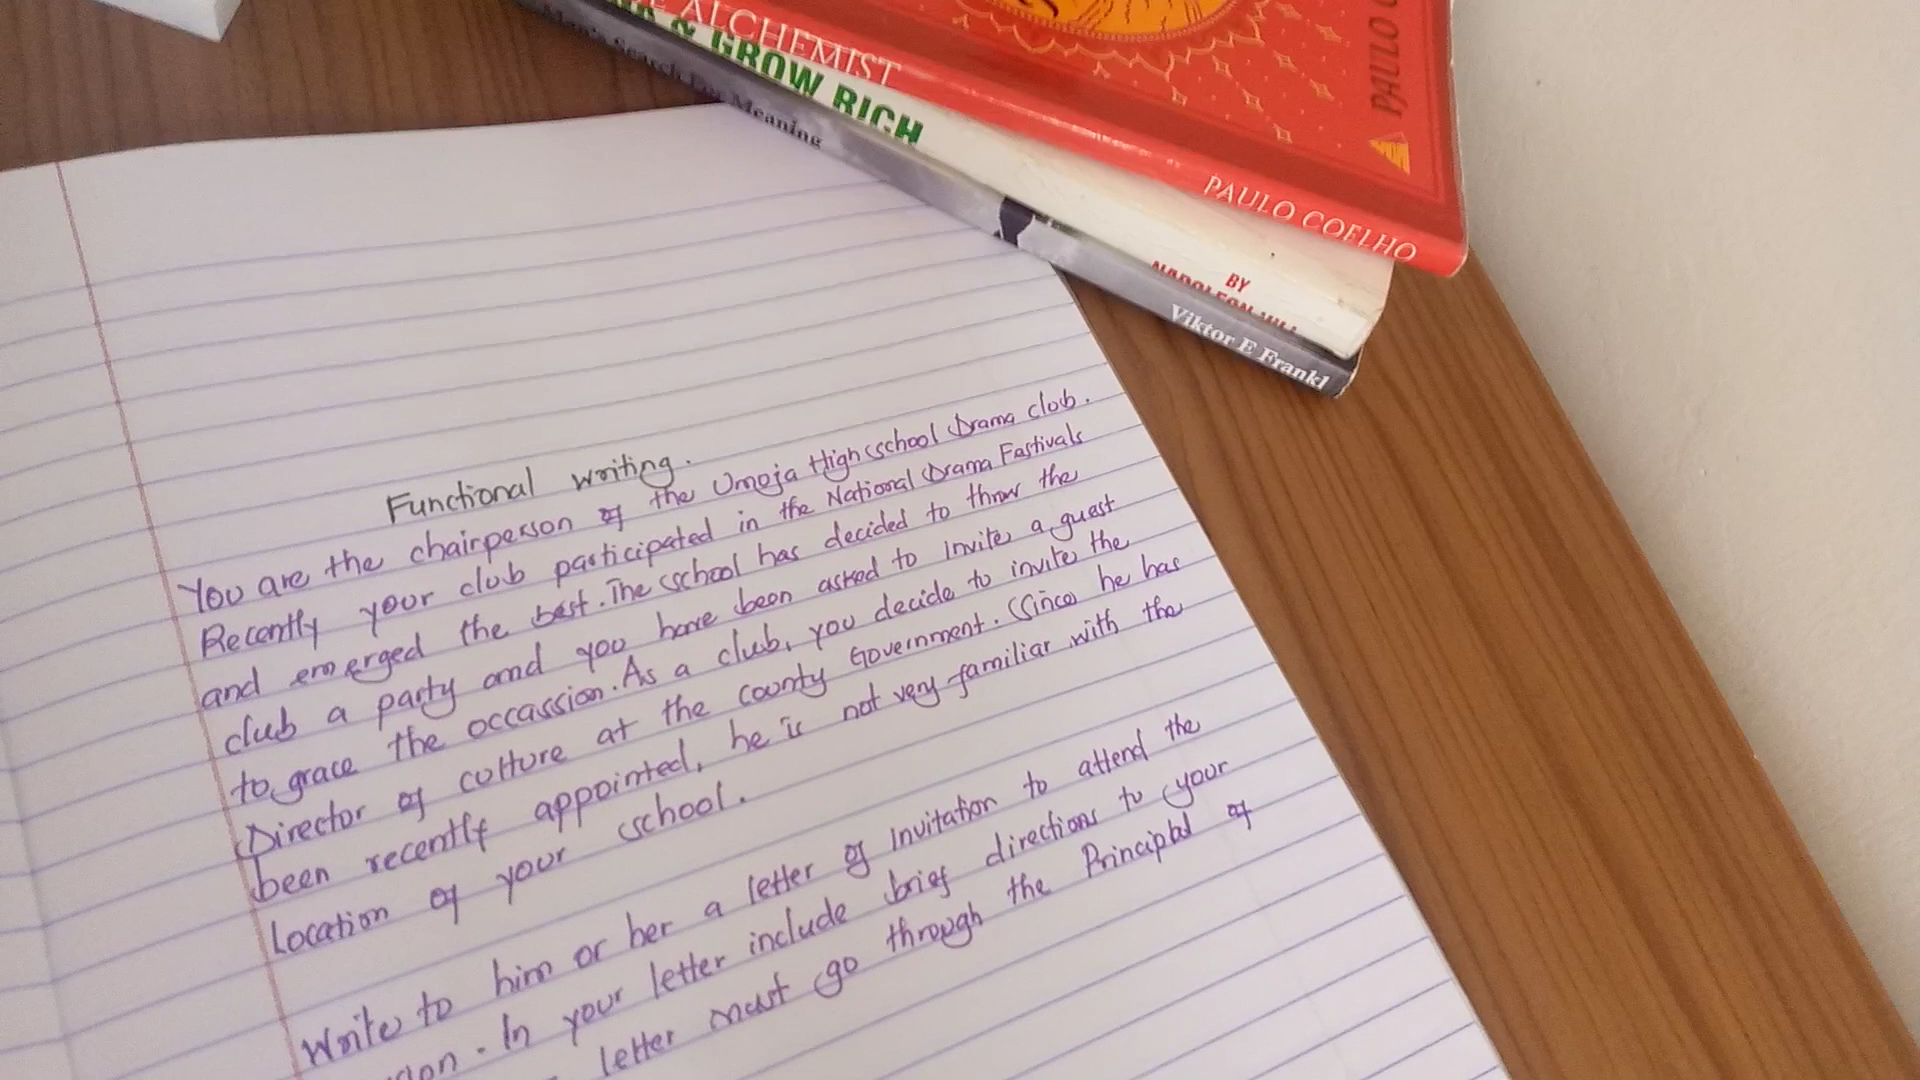 ALCHEMIST
PAULO COELHO
PAULO C
& GROW RICH
BY
NAPOLEON HILL
Man's Search For Meaning
Viktor E Frankl
Functional writing.
You are the chairperson of the Umoja High school Drama club.
Recently your club participated in the National Drama Festivals
and emerged the best. The school has decided to throw the
club a party and you have been asked to invite a guest
to grace the occassion. As a club, you decide to invite the
Director of culture at the county Government. Since he has
been recently appointed, he is not very familiar with the
Location of your school.
Write to him or her a letter of invitation to attend the
. In your letter include brief directions to your
letter must go through the Principal of